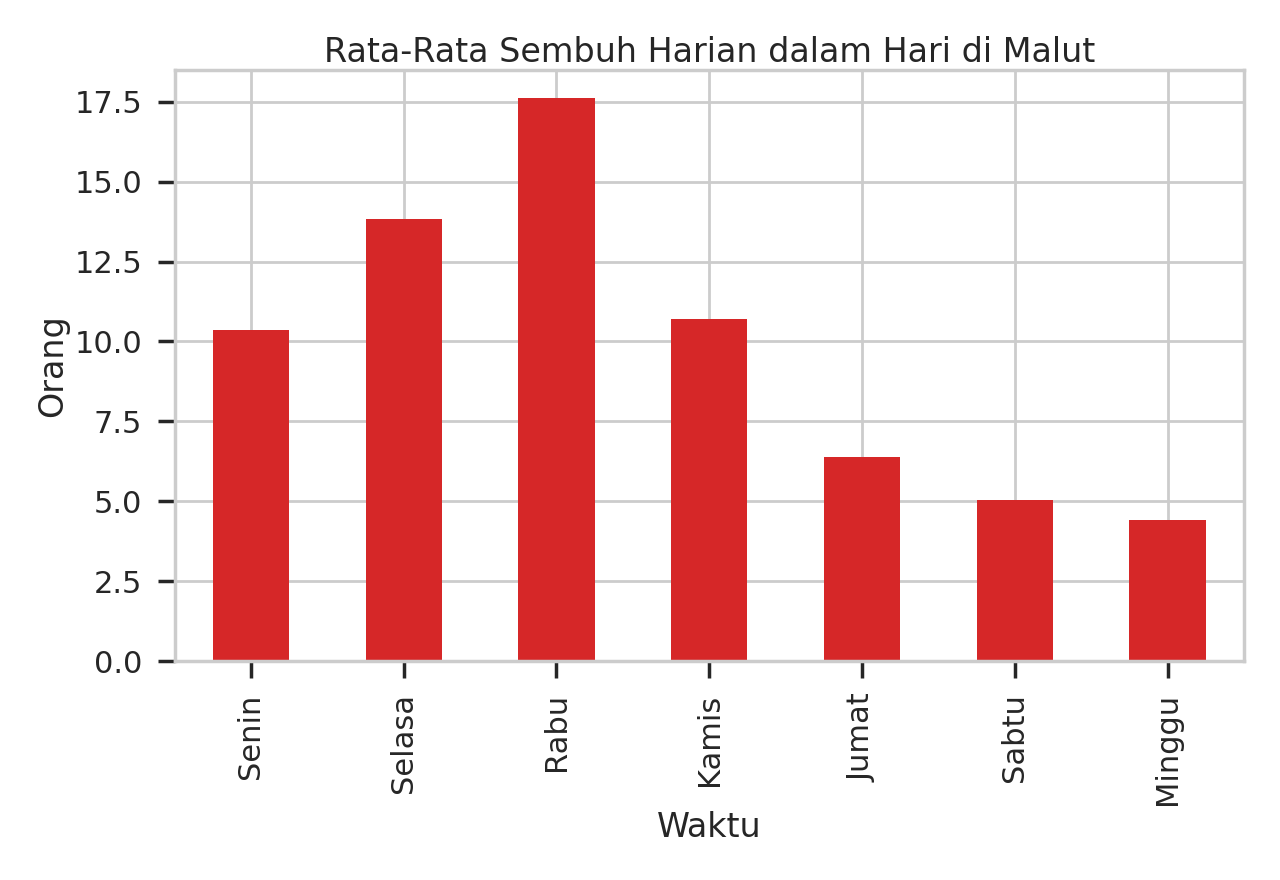 Rata-Rata Sembuh Harian dalam Hari di Malut
17.5
15.0
12.5
10.0
7.5
5.0
2.5
0.0
Orang
Senin
Selasa
Rabu
Kamis
Jumat
Sabtu
Minggu
Waktu